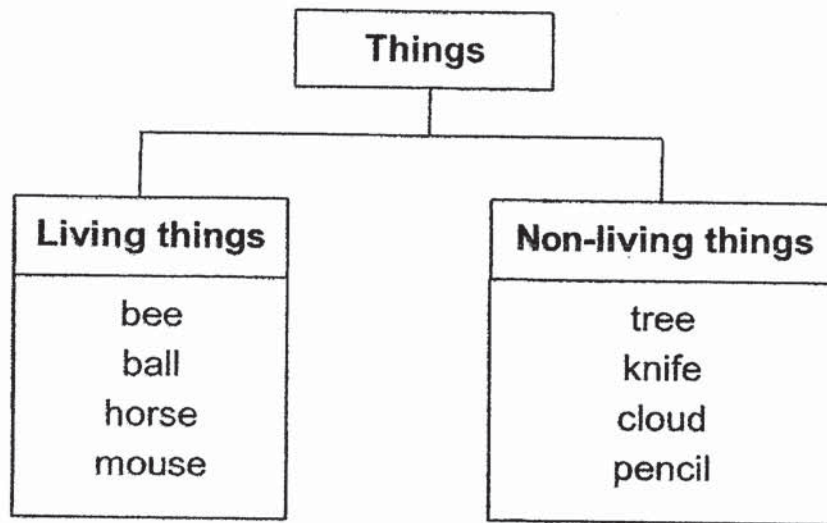 Things
Living things
bee
ball
horse
mouse
Non-living things
tree
knife
cloud
pencil